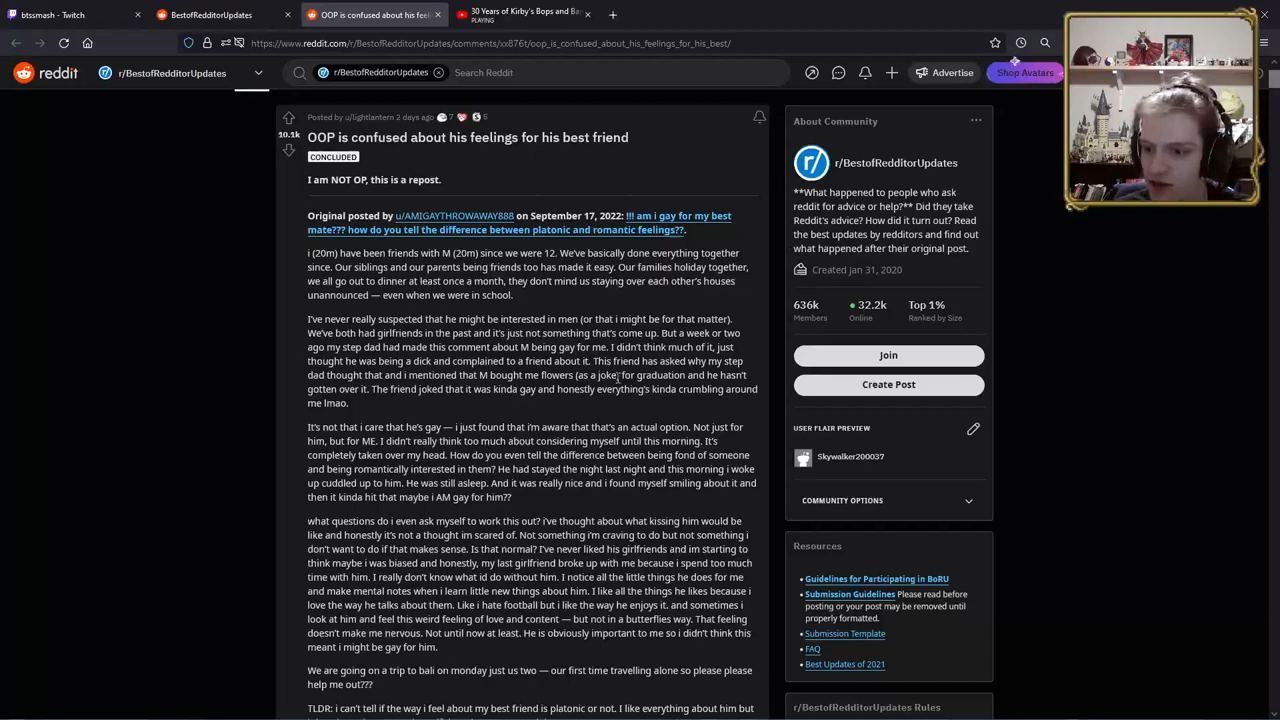 btssmash - Twitch
BestofRedditorUpdates
OOP is confused about his feelin
30 Years of Kirby's Bops and Ba
PLAYING
https://www.reddit.com/r/BestofRedditorUpdates/comments/xx876t/oop_is_confused_about_his_feelings_for_his_best/
reddit
r/BestofRedditorUpdates
r/BestofRedditorUpdates
Search Reddit
Advertise
Shop Avatars
Posted by u/lightlantern 2 days ago
7
5
10.1k
OOP is confused about his feelings for his best friend
CONCLUDED
I am NOT OP, this is a repost.
Original posted by u/AMIGAYTHROWAWAY888 on September 17, 2022: !!! am i gay for my best
mate??? how do you tell the difference between platonic and romantic feelings??.
i (20m) have been friends with M (20m) since we were 12. We've basically done everything together
since. Our siblings and our parents being friends too has made it easy. Our families holiday together,
we all go out to dinner at least once a month, they don't mind us staying over each other's houses
unannounced — even when we were in school.
I've never really suspected that he might be interested in men (or that i might be for that matter).
We've both had girlfriends in the past and it's just not something that's come up. But a week or two
ago my step dad had made this comment about M being gay for me. I didn't think much of it, just
thought he was being a dick and complained to a friend about it. This friend has asked why my step
dad thought that and i mentioned that M bought me flowers (as a joke) for graduation and he hasn't
gotten over it. The friend joked that it was kinda gay and honestly everything's kinda crumbling around
me lmao.
It's not that i care that he's gay — i just found that i'm aware that that's an actual option. Not just for
him, but for ME. I didn't really think too much about considering myself until this morning. It's
completely taken over my head. How do you even tell the difference between being fond of someone
and being romantically interested in them? He had stayed the night last night and this morning i woke
up cuddled up to him. He was still asleep. And it was really nice and i found myself smiling about it and
then it kinda hit that maybe i AM gay for him??
what questions do i even ask myself to work this out? i've thought about what kissing him would be
like and honestly it's not a thought im scared of. Not something i'm craving to do but not something i
don't want to do if that makes sense. Is that normal? I've never liked his girlfriends and im starting to
think maybe i was biased and honestly, my last girlfriend broke up with me because i spend too much
time with him. I really don't know what id do without him. I notice all the little things he does for me
and make mental notes when i learn little new things about him. I like all the things he likes because i
love the way he talks about them. Like i hate football but i like the way he enjoys it. and sometimes i
look at him and feel this weird feeling of love and content — but not in a butterflies way. That feeling
doesn't make me nervous. Not until now at least. He is obviously important to me so i didn't think this
meant i might be gay for him.
We are going on a trip to bali on monday just us two — our first time travelling alone so please please
help me out???
TLDR: i can't tell if the way i feel about my best friend is platonic or not. I like everything about him but
About Community
r/BestofRedditorUpdates
**What happened to people who ask
reddit for advice or help?** Did they take
Reddit's advice? How did it turn out? Read
the best updates by redditors and find out
what happened after their original post.
Created Jan 31, 2020
636k
32.2k
Top 1%
Members
Online
Ranked by Size
Join
Create Post
USER FLAIR PREVIEW
Skywalker200037
COMMUNITY OPTIONS
Resources
Guidelines for Participating in BoRU
Submission Guidelines Please read before
posting or your post may be removed until
properly formatted.
Submission Template
FAQ
Best Updates of 2021
r/BestofRedditorUpdates Rules